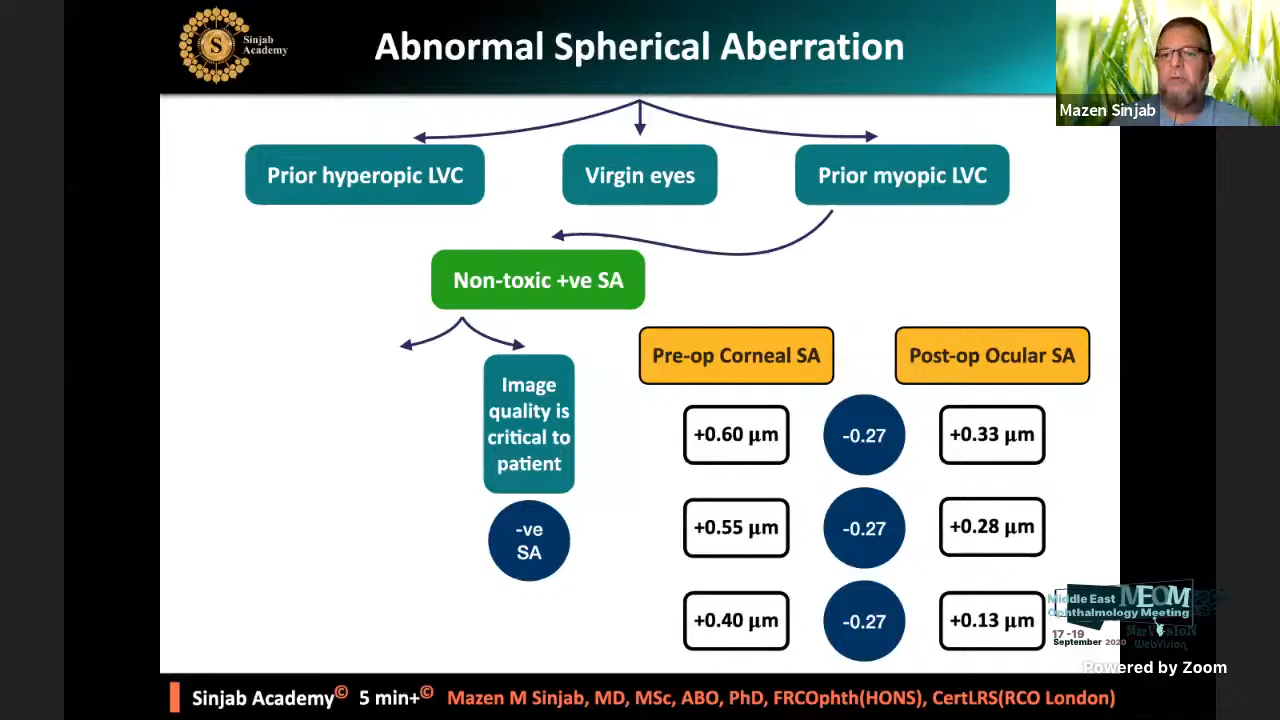 S
Sinjab
Academy
Abnormal Spherical Aberration
Mazen Sinjab
Prior hyperopic LVC
Virgin eyes
Prior myopic LVC
Non-toxic +ve SA
Image
quality is
critical to
patient
-ve
SA
Pre-op Corneal SA
Post-op Ocular SA
+0.60 µm
-0.27
+0.33 µm
+0.55 µm
-0.27
+0.28 µm
+0.40 µm
-0.27
+0.13 µm
Middle East MEOM
Ophthalmology Meeting
17-19
September 2020
WebVision
Powered by Zoom
Sinjab Academy© 5 min+© Mazen M Sinjab, MD, MSc, ABO, PhD, FRCOphth(HONS), CertLRS(RCO London)